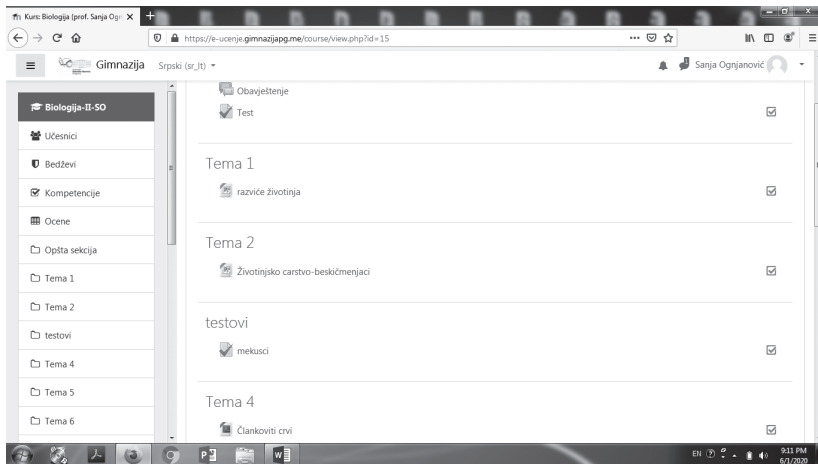 Kurs: Biologija (prof. Sanja Ogn
https://e-ucenje.gimnazijapg.me/course/view.php?id=15
Gimnazija Srpski (sr_lt) Sanja Ognjanović
Biologija-II-SO
Učesnici
Bedževi
Kompetencije
Ocene
Opšta sekcija
Tema 1
Tema 2
testovi
Tema 4
Tema 5
Tema 6
Obavještenje
Test
Tema 1
razviće životinja
Tema 2
Životinjsko carstvo-beskičmenjaci
testovi
mekusci
Tema 4
Člankoviti crvi
EN 9:11 PM
6/1/2020